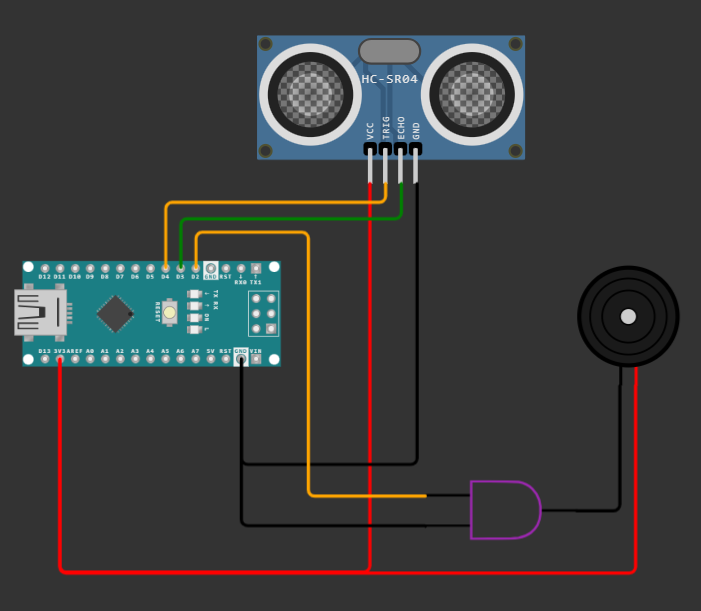 HC-SR04
VCC
TRIG
ECHO
GND
D12 D11 D10 D9 D8 D7 D6 D5 D4 D3 D2 GND RST RX0 TX1
RESET
TX RX ON L
D13 3V3 AREF A0 A1 A2 A3 A4 A5 A6 A7 5V RST GND VIN